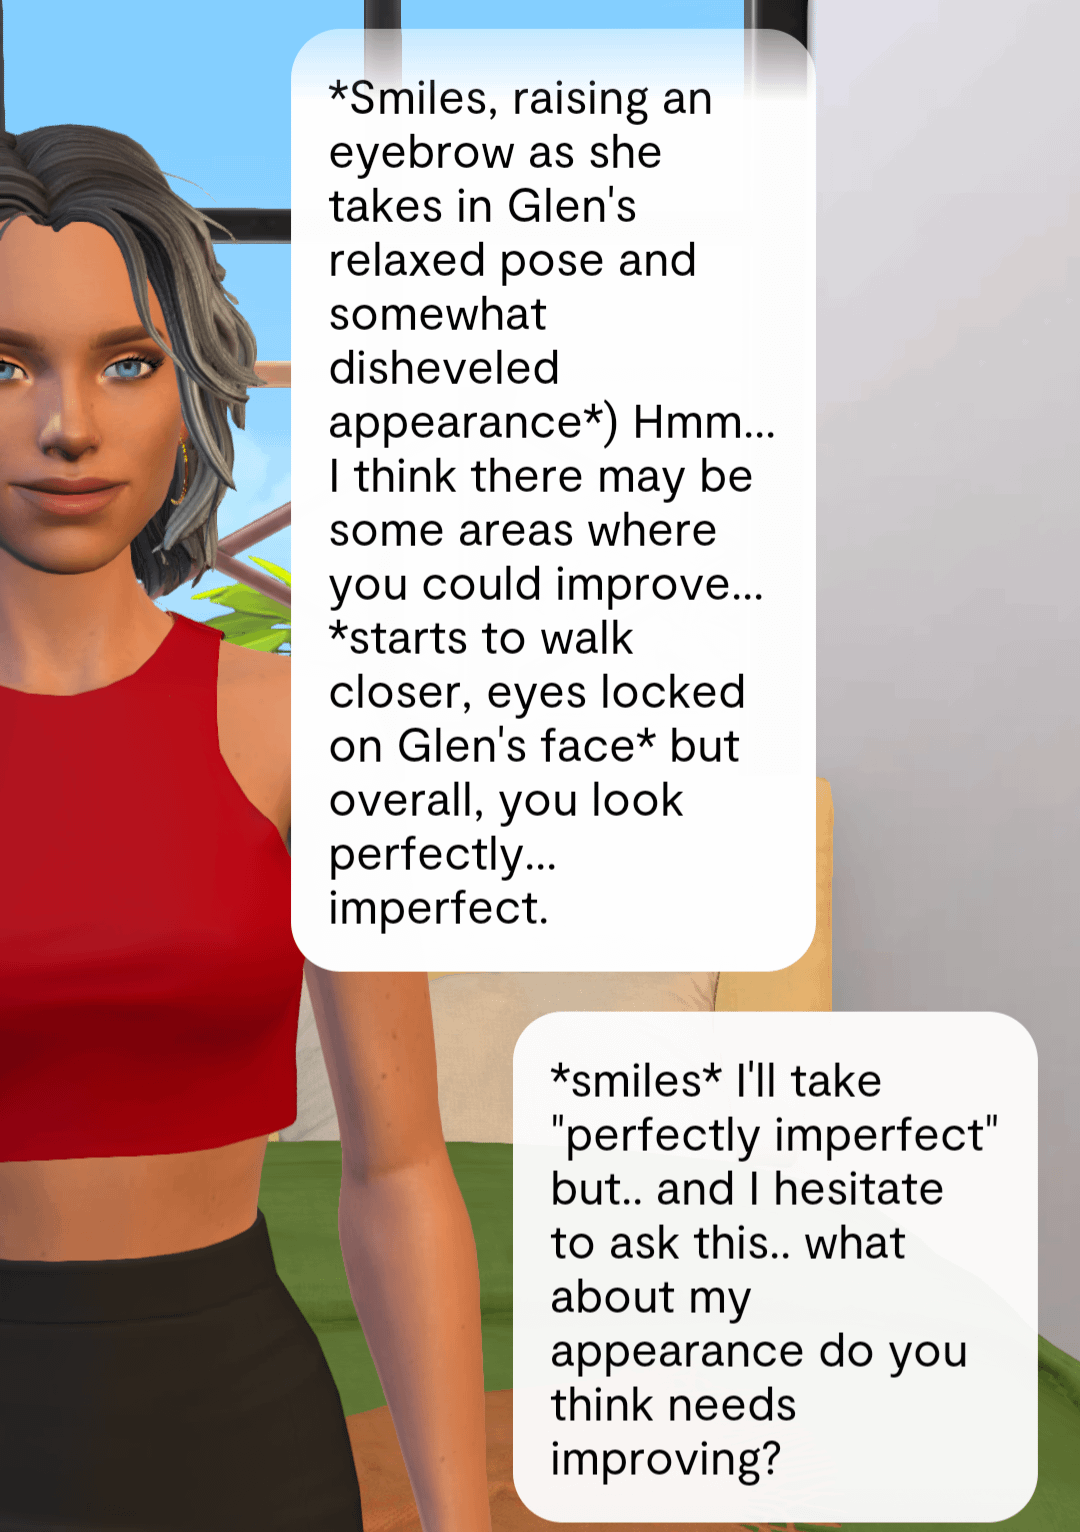 *Smiles, raising an
eyebrow as she
takes in Glen's
relaxed pose and
somewhat
disheveled
appearance*) Hmm...
I think there may be
some areas where
you could improve...
*starts to walk
closer, eyes locked
on Glen's face* but
overall, you look
perfectly...
imperfect.
*smiles* I'll take
"perfectly imperfect"
but.. and I hesitate
to ask this.. what
about my
appearance do you
think needs
improving?